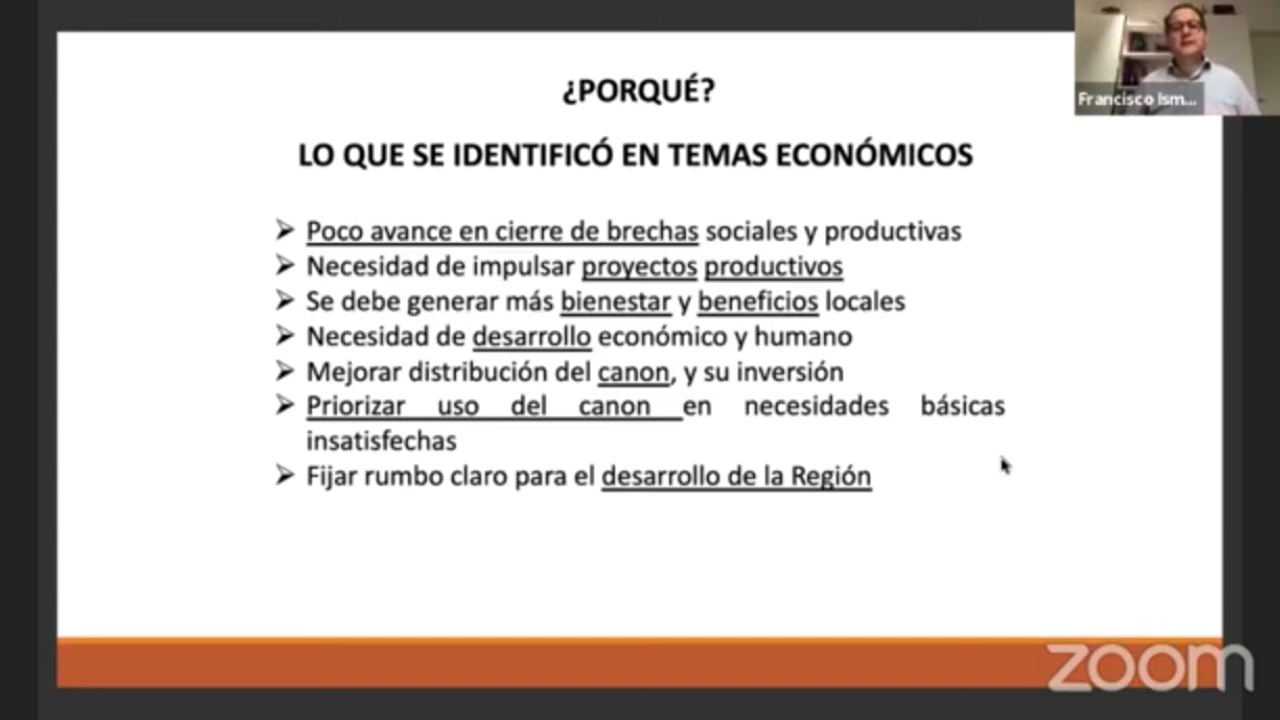 ¿PORQUÉ?
LO QUE SE IDENTIFICÓ EN TEMAS ECONÓMICOS
➢ Poco avance en cierre de brechas sociales y productivas
➢ Necesidad de impulsar proyectos productivos
➢ Se debe generar más bienestar y beneficios locales
➢ Necesidad de desarrollo económico y humano
➢ Mejorar distribución del canon, y su inversión
➢ Priorizar uso del canon en necesidades básicas
insatisfechas
➢ Fijar rumbo claro para el desarrollo de la Región
Francisco Ism...
zoom